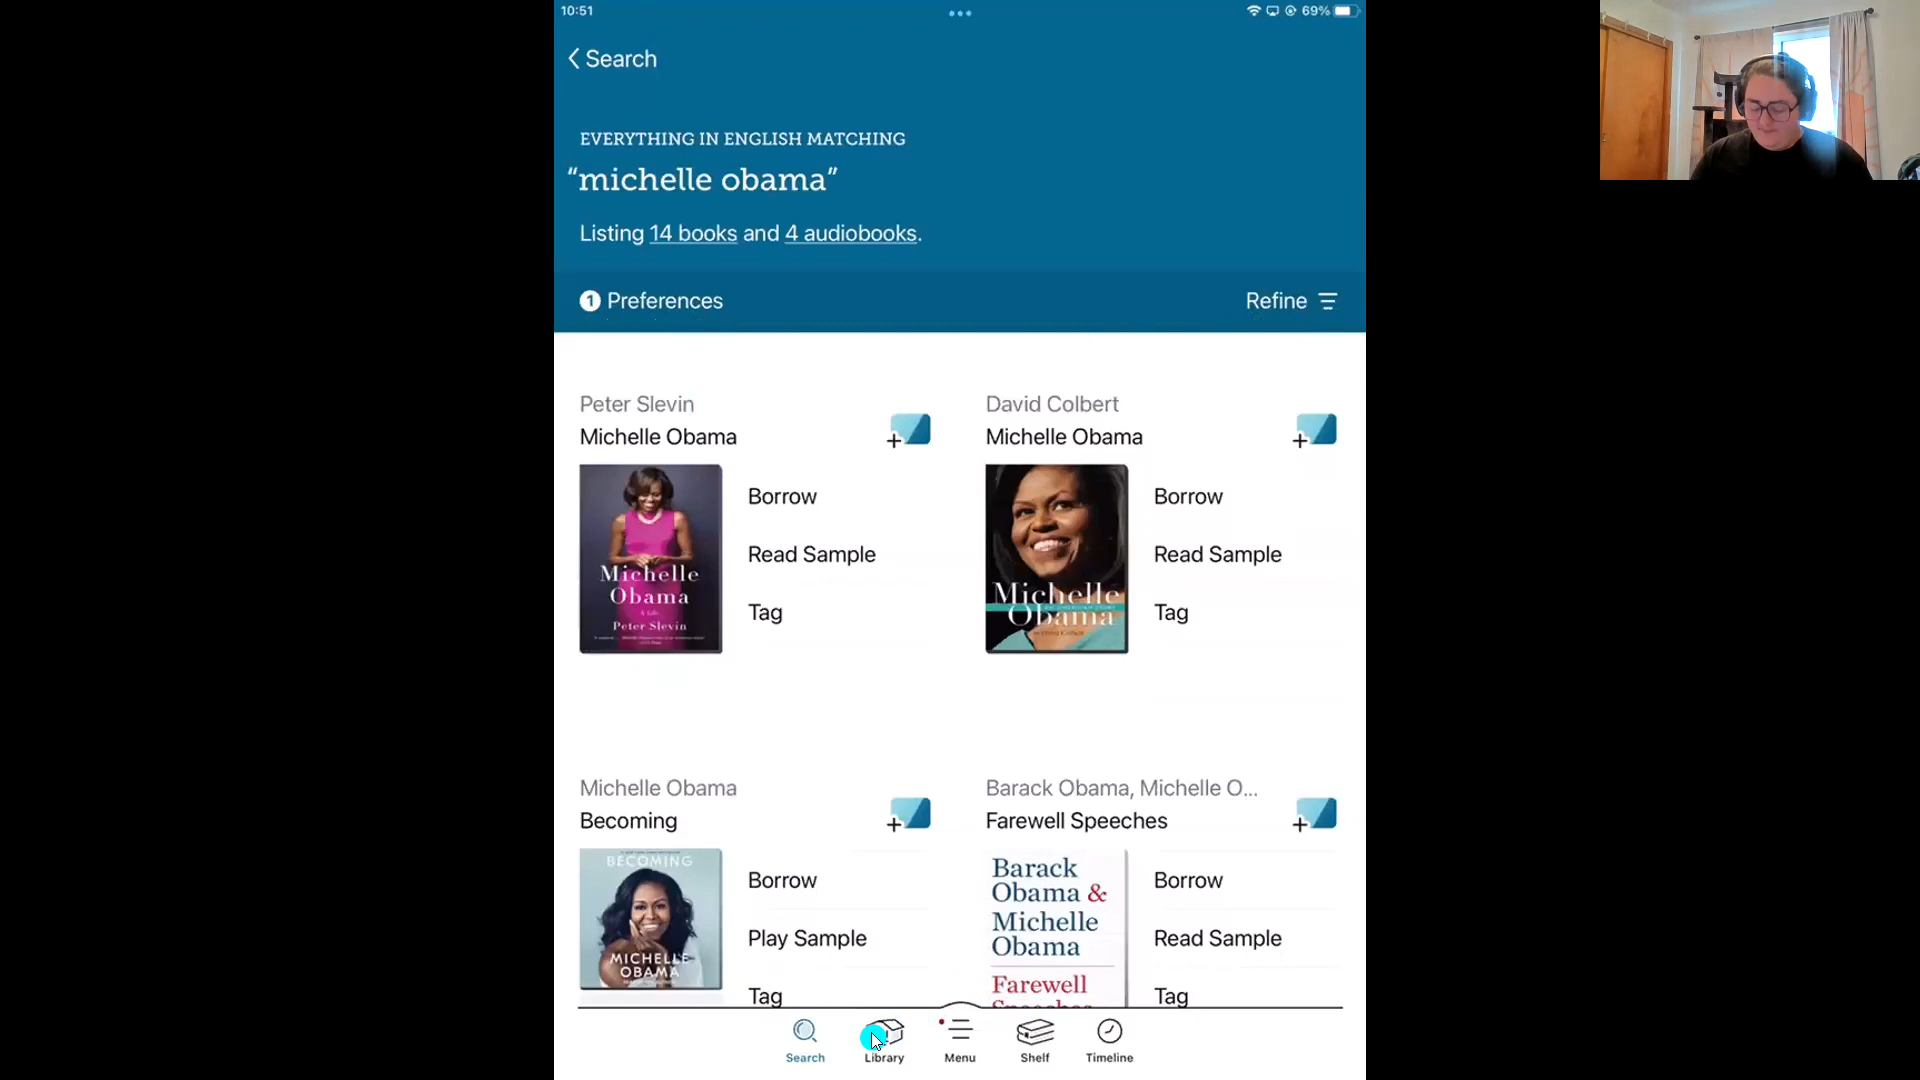 10:51
69%
Search
EVERYTHING IN ENGLISH MATCHING
“michelle obama”
Listing 14 books and 4 audiobooks.
1 Preferences
Refine
Peter Slevin
Michelle Obama
Michelle
Obama
A Life
Peter Slevin
Borrow
Read Sample
Tag
David Colbert
Michelle Obama
Michelle
Obama
Borrow
Read Sample
Tag
Michelle Obama
Becoming
BECOMING
MICHELLE
OBAMA
Borrow
Play Sample
Tag
Barack Obama, Michelle O...
Farewell Speeches
Barack
Obama &
Michelle
Obama
Farewell
Speeches
Borrow
Read Sample
Tag
Search
Library
Menu
Shelf
Timeline